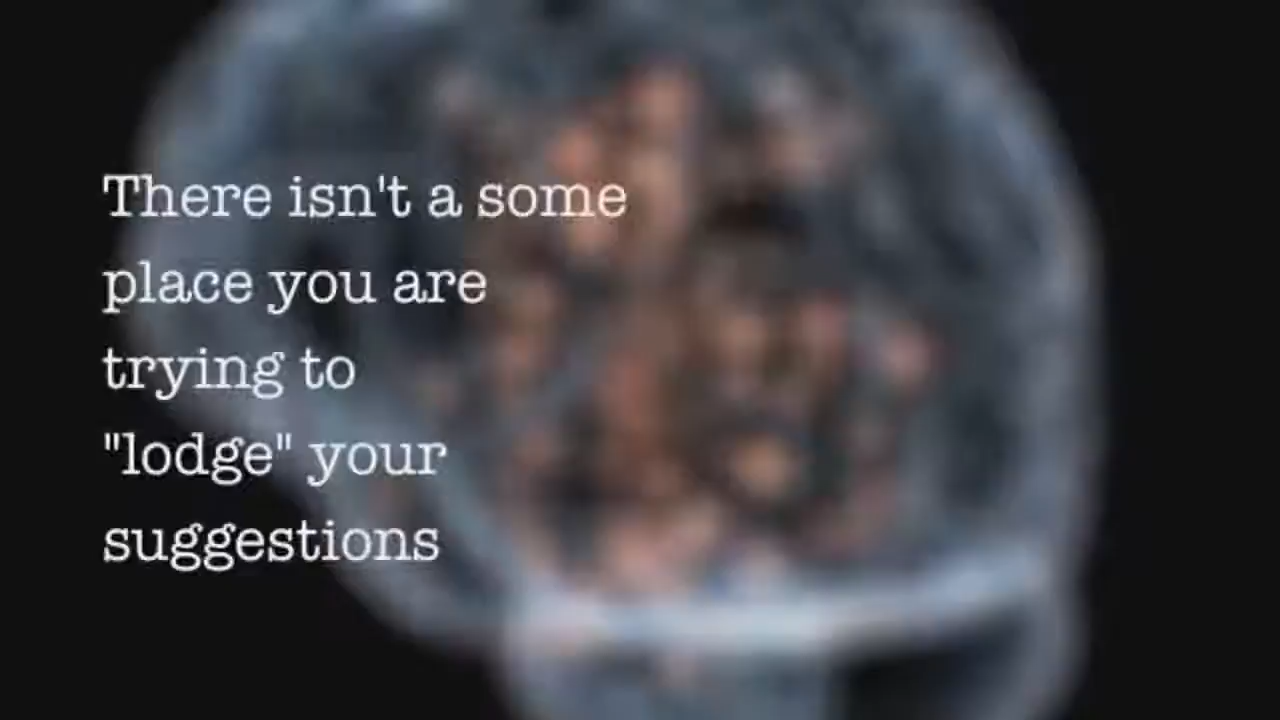 There isn't a some
place you are
trying to
"lodge" your
suggestions